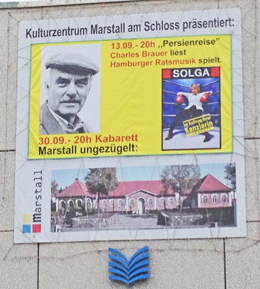 Kulturzentrum Marstall am Schloss präsentiert:
13.09.- 20h „Persienreise"
Charles Brauer liest
Hamburger Ratsmusik spielt.
SOLGA
Kanzlerin
30.09.- 20h Kabarett
Marstall ungezügelt:
marstall